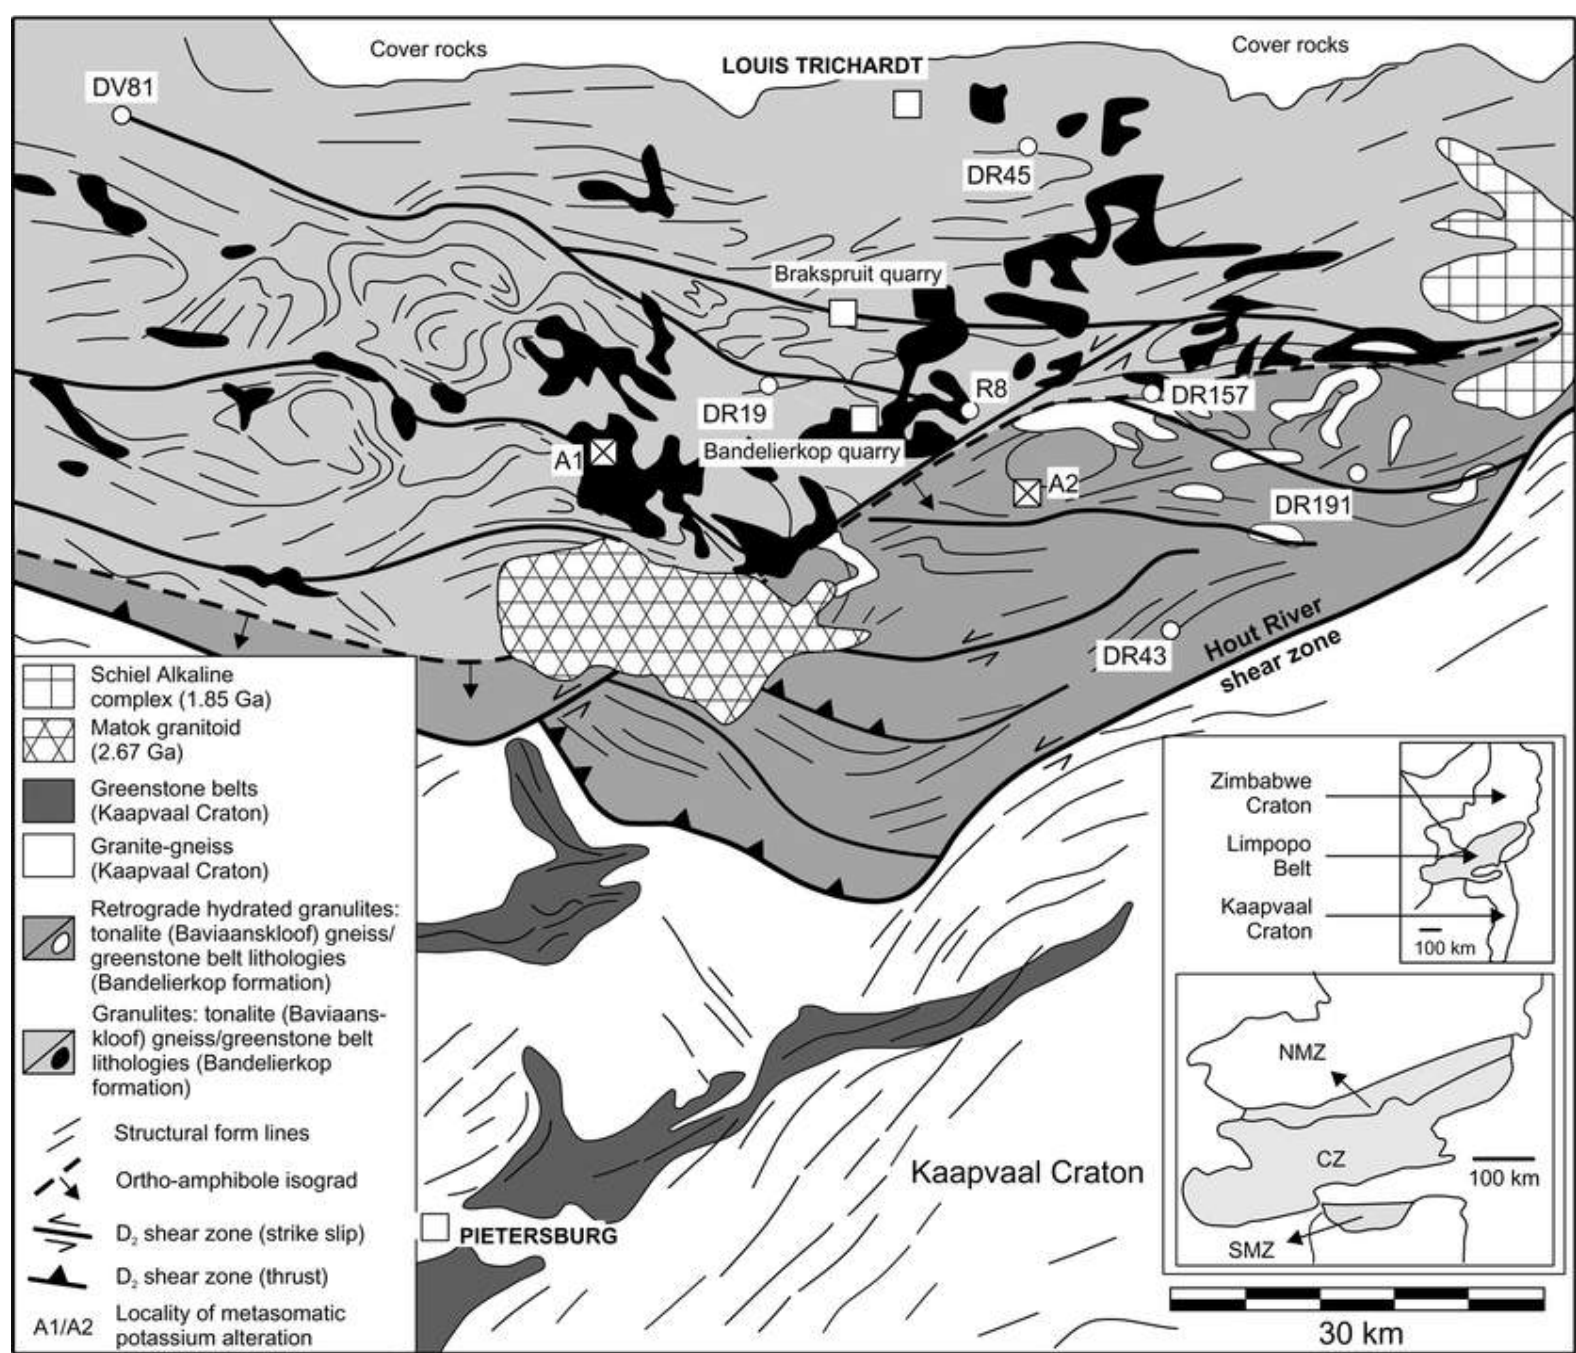 Cover rocks
Cover rocks
LOUIS TRICHARDT
DV81
DR45
Brakspruit quarry
R8
DR157
DR19
A1
Bandelierkop quarry
A2
DR191
DR43
Hout River
shear zone
Schiel Alkaline
complex (1.85 Ga)
Matok granitoid
(2.67 Ga)
Greenstone belts
(Kaapvaal Craton)
Granite-gneiss
(Kaapvaal Craton)
Retrograde hydrated granulites:
tonalite (Baviaanskloof) gneiss/
greenstone belt lithologies
(Bandelierkop formation)
Granulites: tonalite (Baviaans-
kloof) gneiss/greenstone belt
lithologies (Bandelierkop
formation)
Structural form lines
Ortho-amphibole isograd
D₂ shear zone (strike slip)
D₂ shear zone (thrust)
A1/A2 Locality of metasomatic
potassium alteration
PIETERSBURG
Kaapvaal Craton
Zimbabwe
Craton
Limpopo
Belt
Kaapvaal
Craton
100 km
NMZ
CZ
100 km
SMZ
30 km